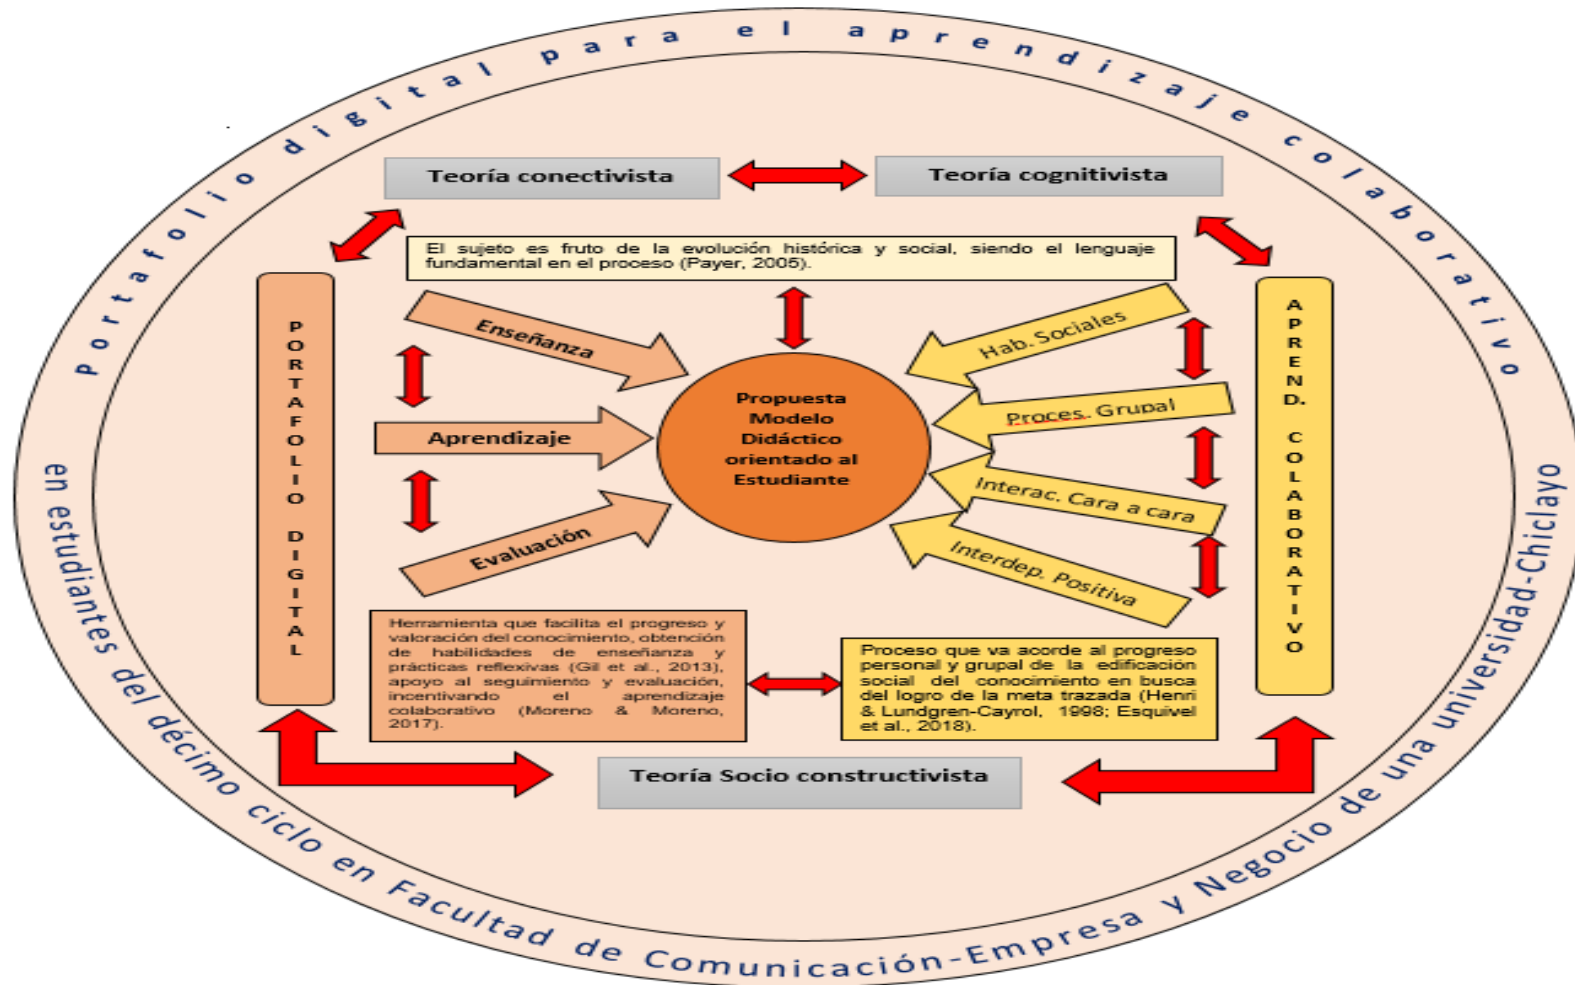 Portafolio digital para el aprendizaje colaborativo
Teoría conectivista
Teoría cognitivista
El sujeto es fruto de la evolución histórica y social, siendo el lenguaje
fundamental en el proceso (Payer, 2005).
PORTAFOLIO DIGITAL
Enseñanza
Aprendizaje
Evaluación
Propuesta
Modelo
Didáctico
orientado al
Estudiante
Hab. Sociales
Proces. Grupal
Interac. Cara a cara
Interdep. Positiva
APREND. COLABORATIVO
Herramienta que facilita el progreso y
valoración del conocimiento, obtención
de habilidades de enseñanza y
prácticas reflexivas (Gil et al., 2013),
apoyo al seguimiento y evaluación,
incentivando el aprendizaje
colaborativo (Moreno & Moreno,
2017).
Proceso que va acorde al progreso
personal y grupal de la edificación
social del conocimiento en busca
del logro de la meta trazada (Henri
& Lundgren-Cayrol, 1998; Esquivel
et al., 2018).
Teoría Socio constructivista
en estudiantes del décimo ciclo en Facultad de Comunicación-Empresa y Negocio de una universidad-Chiclayo